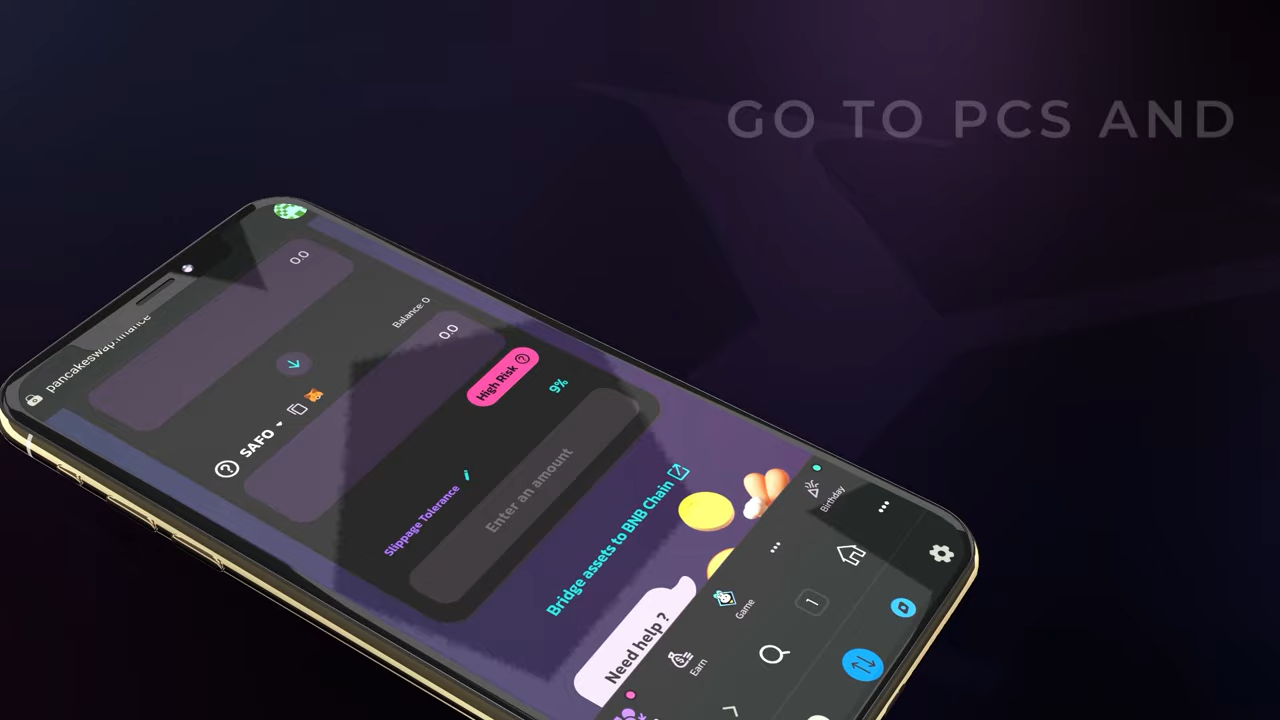 GO TO PCS AND
pancakeswap.finance
0.0
Balance: 0
0.0
SAFO
High Risk
9%
Slippage Tolerance
Enter an amount
Bridge assets to BNB Chain
Need help ?
Birthday
Game
Earn
1